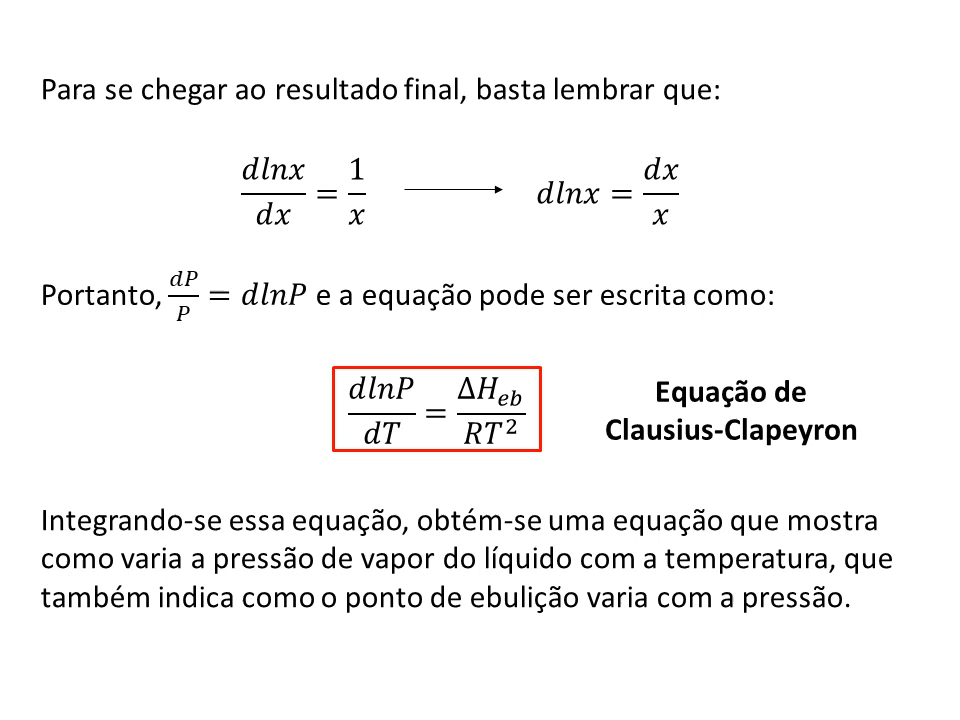 Para se chegar ao resultado final, basta lembrar que:
dlnx/dx = 1/x → dlnx = dx/x
Portanto, dP/P = dlnP e a equação pode ser escrita como:
dlnP/dT = ΔH_eb/RT²
Equação de
Clausius-Clapeyron
Integrando-se essa equação, obtém-se uma equação que mostra
como varia a pressão de vapor do líquido com a temperatura, que
também indica como o ponto de ebulição varia com a pressão.